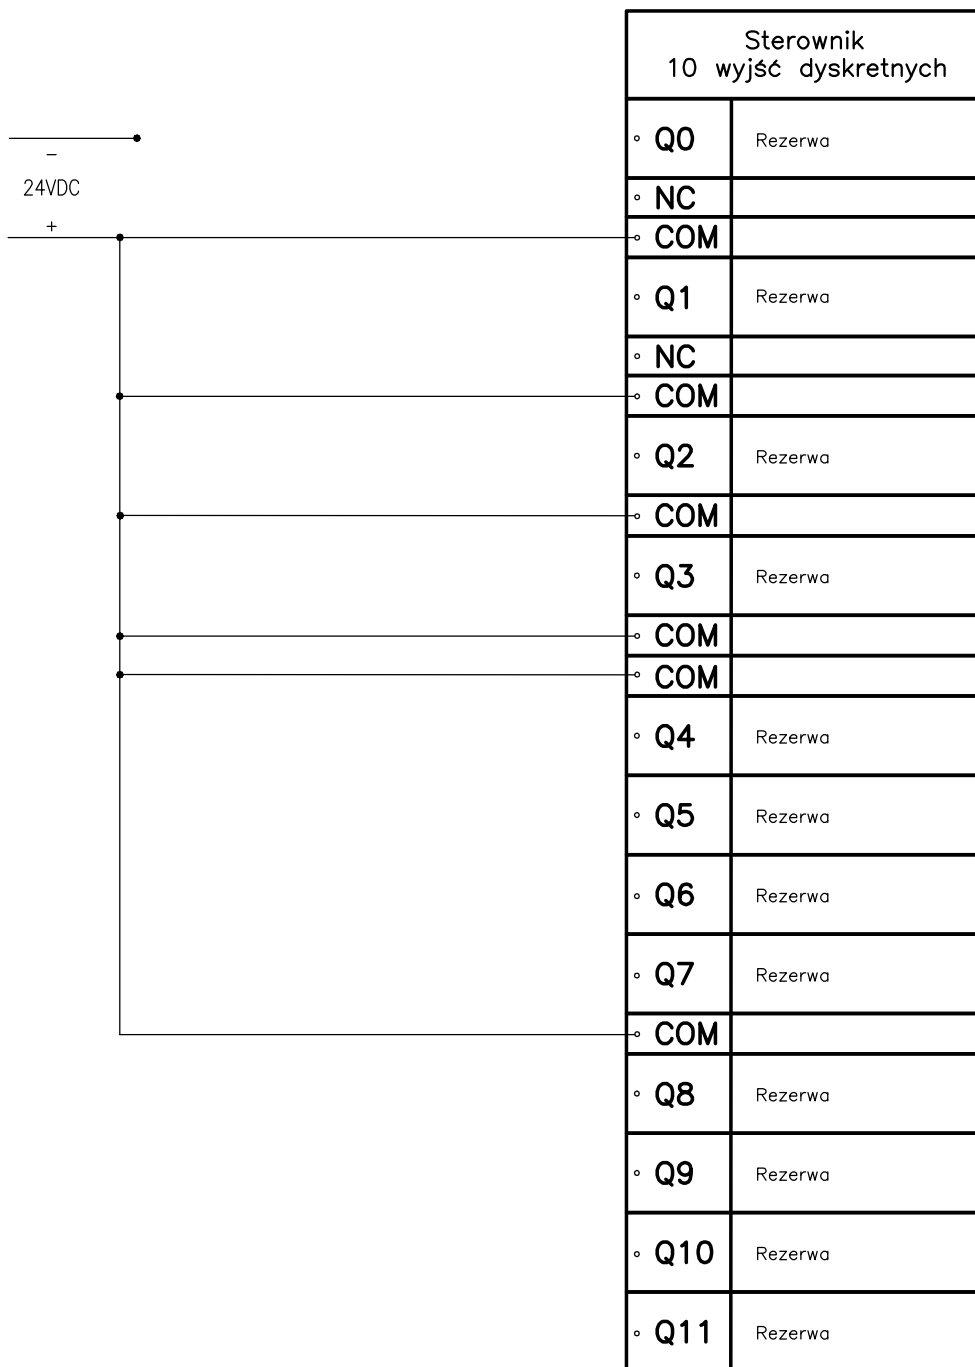 Sterownik
10 wyjść dyskretnych
Q0 Rezerwa
NC
COM
Q1 Rezerwa
NC
COM
Q2 Rezerwa
COM
Q3 Rezerwa
COM
COM
Q4 Rezerwa
Q5 Rezerwa
Q6 Rezerwa
Q7 Rezerwa
COM
Q8 Rezerwa
Q9 Rezerwa
Q10 Rezerwa
Q11 Rezerwa
-
24VDC
+